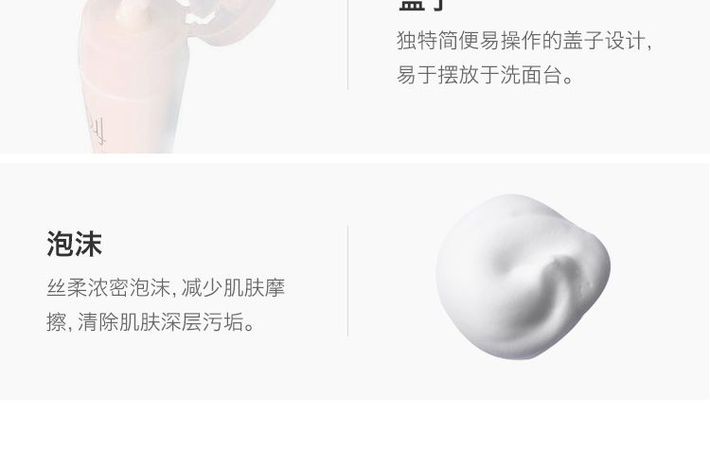 盖子
独特简便易操作的盖子设计,
易于摆放于洗面台。
泡沫
丝柔浓密泡沫, 减少肌肤摩
擦, 清除肌肤深层污垢。